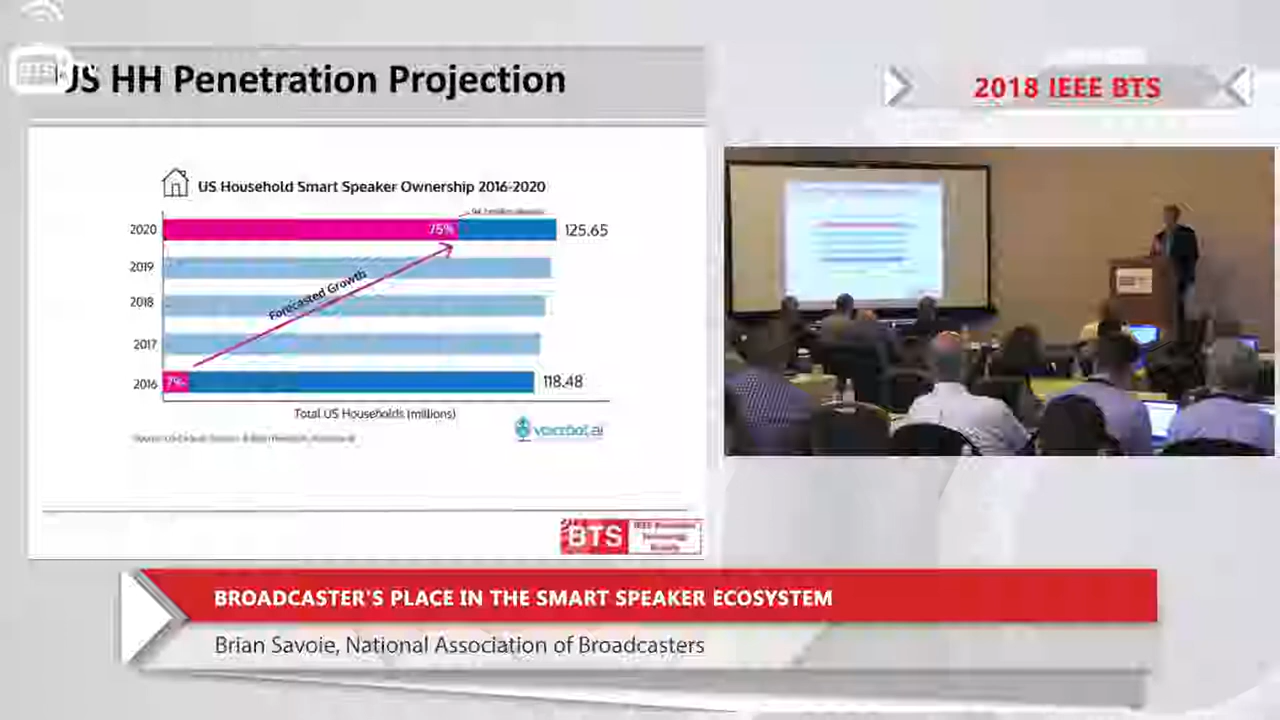 BTS
US HH Penetration Projection
2018 IEEE BTS
US Household Smart Speaker Ownership 2016-2020
2020
75%
125.65
2019
Forecasted Growth
2018
2017
2016
7%
118.48
Total US Households (millions)
voicebot.ai
BTS
BROADCASTER'S PLACE IN THE SMART SPEAKER ECOSYSTEM
Brian Savoie, National Association of Broadcasters